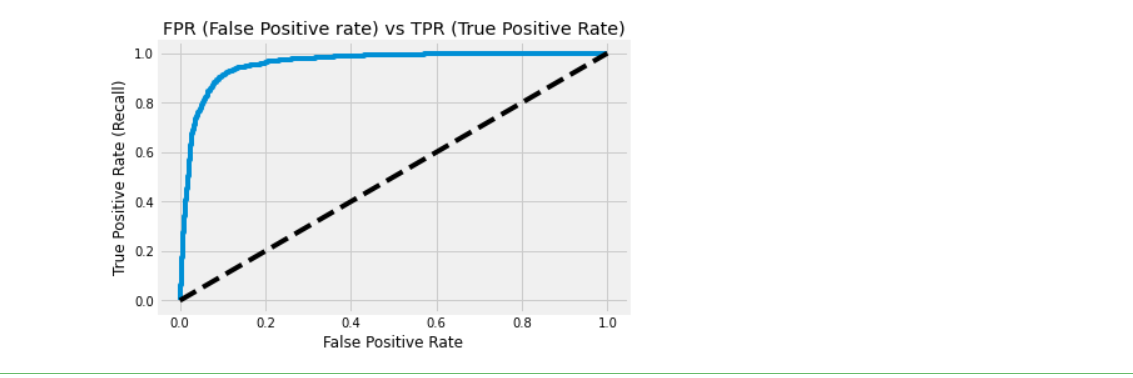 FPR (False Positive rate) vs TPR (True Positive Rate)
1.0
0.8
0.6
0.4
0.2
0.0
True Positive Rate (Recall)
0.0 0.2 0.4 0.6 0.8 1.0
False Positive Rate